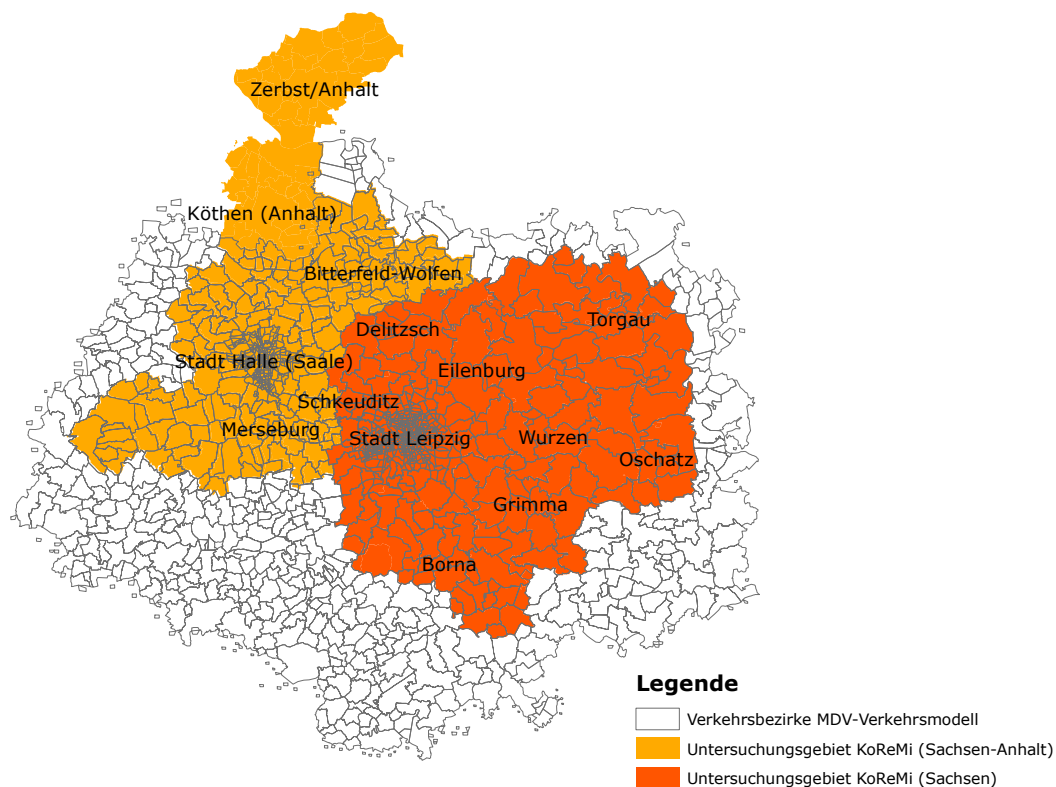 Zerbst/Anhalt
Köthen (Anhalt)
Bitterfeld-Wolfen
Torgau
Delitzsch
Stadt Halle (Saale)
Eilenburg
Schkeuditz
Merseburg
Stadt Leipzig
Wurzen
Oschatz
Grimma
Borna
Legende
Verkehrsbezirke MDV-Verkehrsmodell
Untersuchungsgebiet KoReMi (Sachsen-Anhalt)
Untersuchungsgebiet KoReMi (Sachsen)